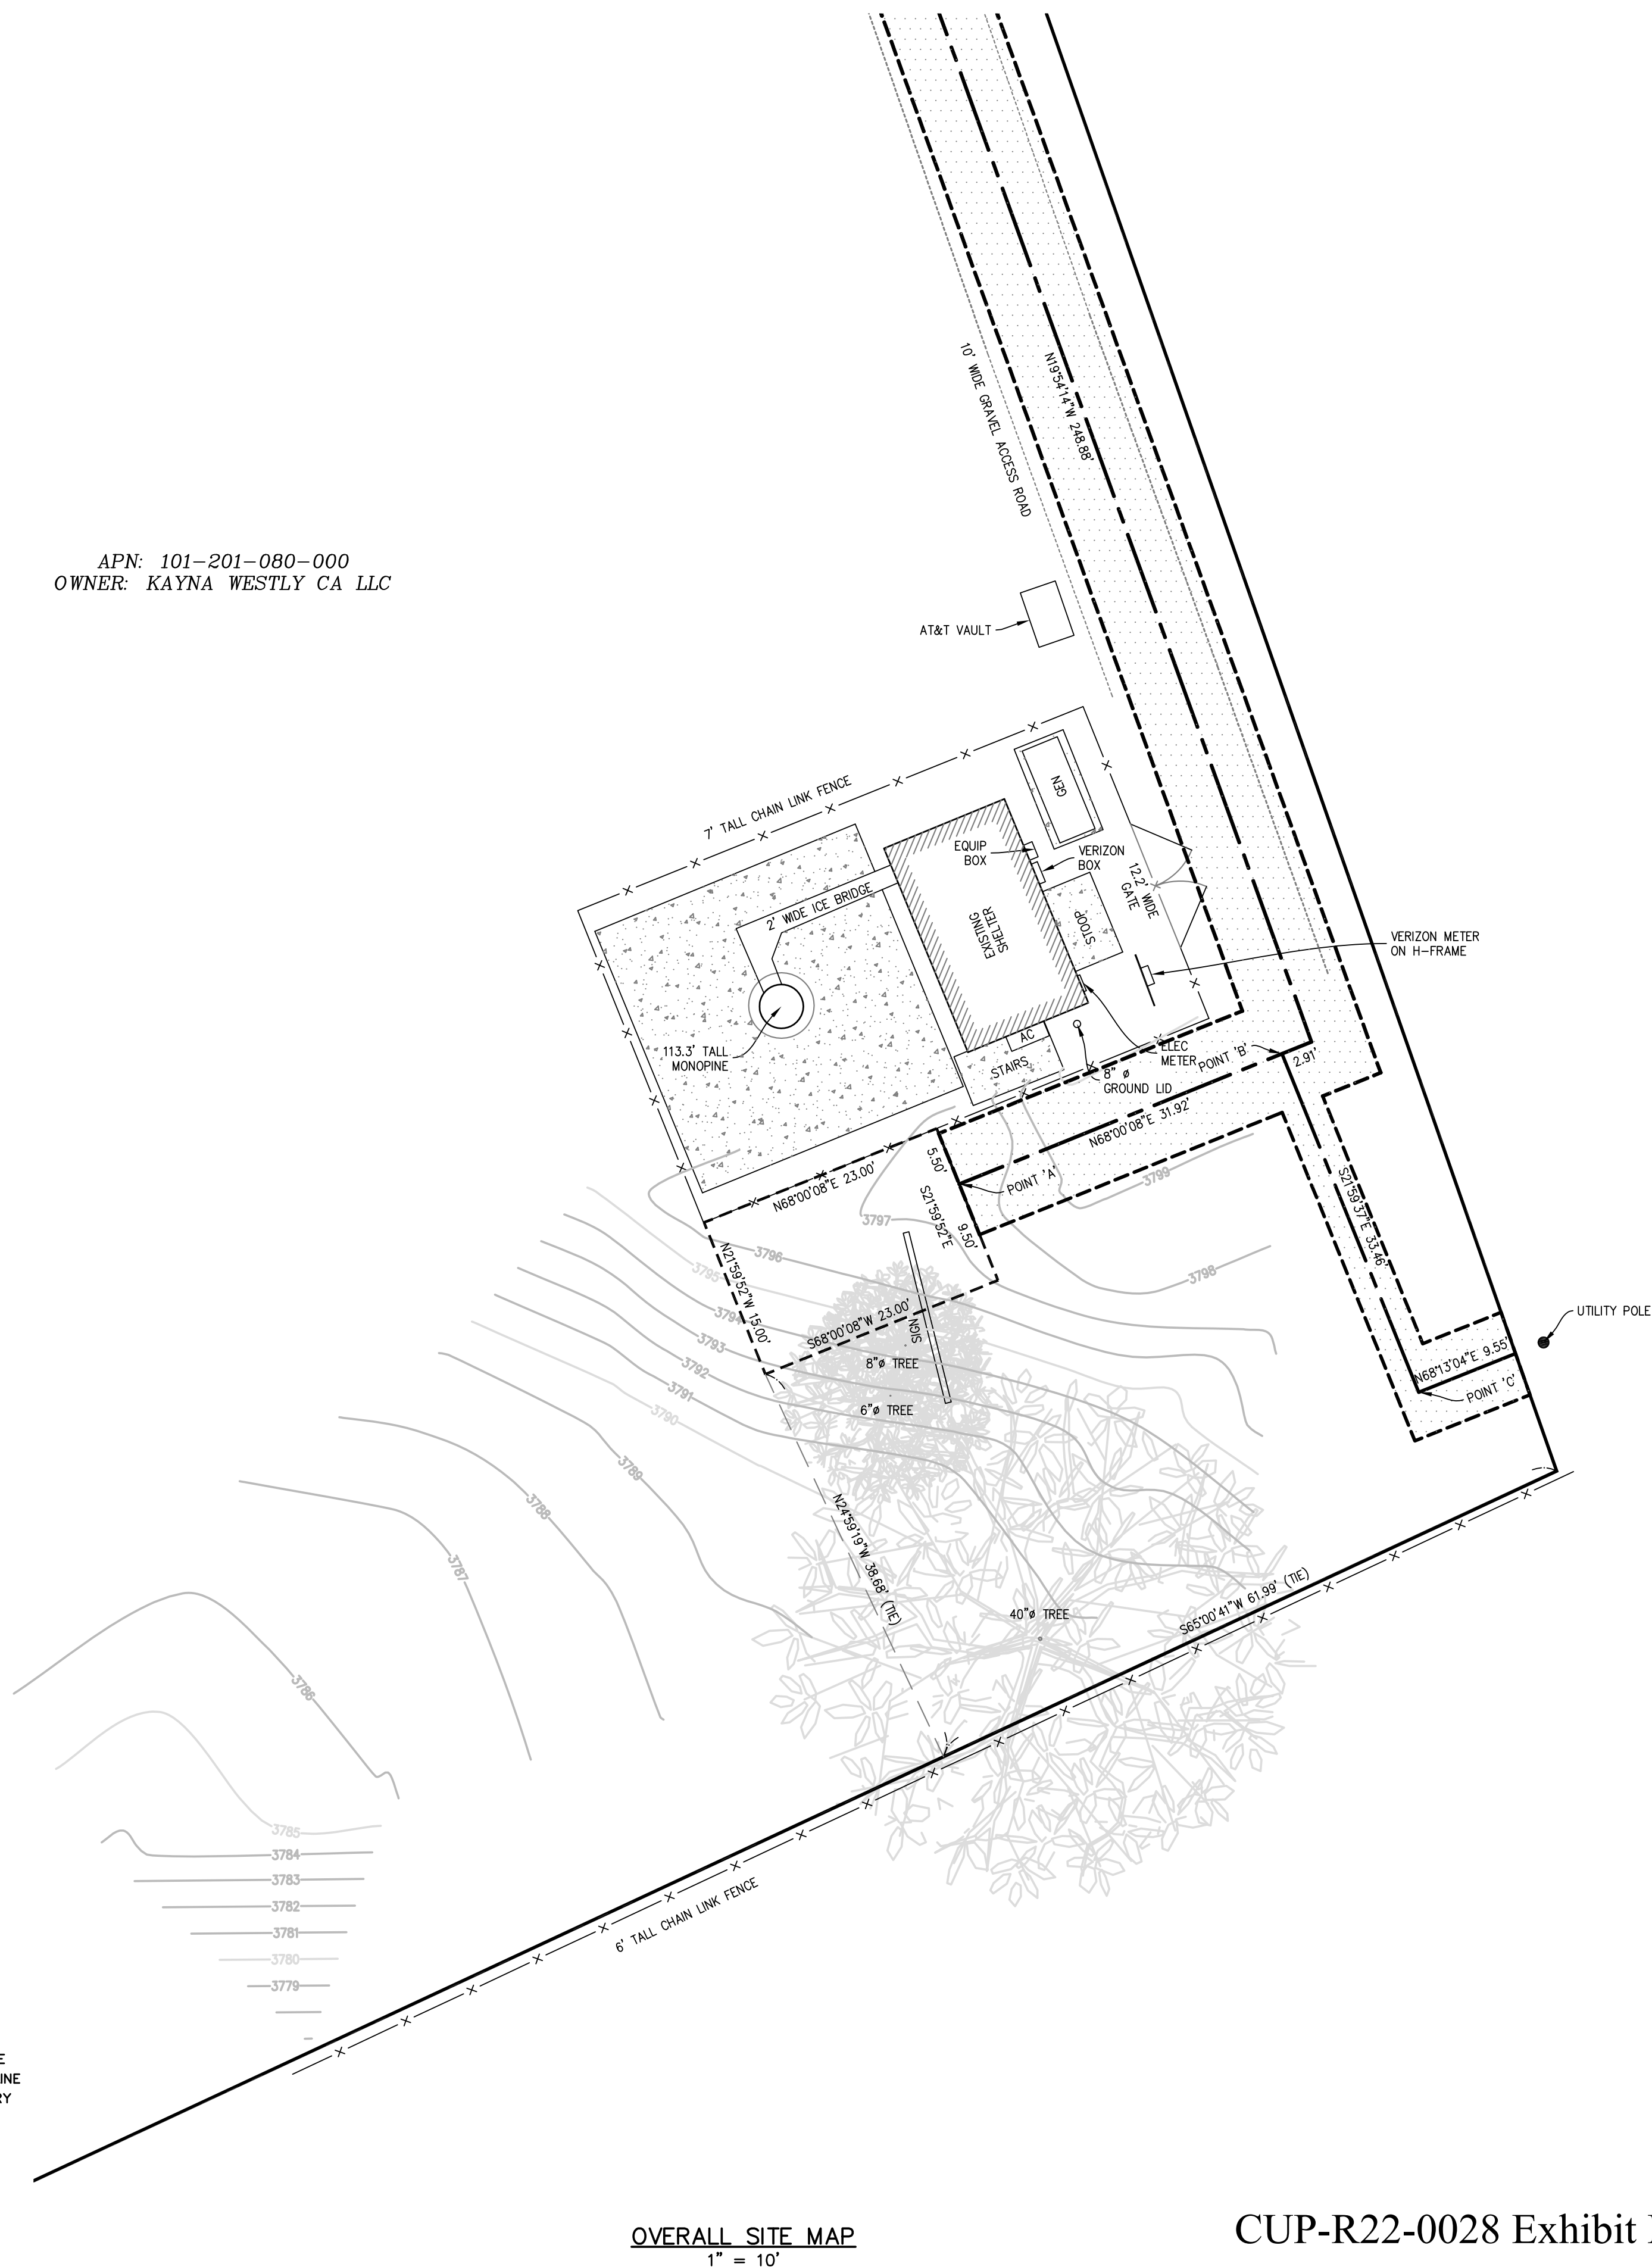 N19°54'14"W 248.88'
10' WIDE GRAVEL ACCESS ROAD
APN: 101-201-080-000
OWNER: KAYNA WESTLY CA LLC
AT&T VAULT
7' TALL CHAIN LINK FENCE
GEN
EQUIP
BOX
VERIZON
BOX
12.2' WIDE
GATE
2' WIDE ICE BRIDGE
EXISTING
SHELTER
STOOP
VERIZON METER
ON H-FRAME
113.3' TALL
MONOPINE
AC
STAIRS
ELEC
METER
POINT 'B'
2.91'
8" ø
GROUND LID
N68°00'08"E 31.92'
5.50'
POINT 'A'
N68°00'08"E 23.00'
S21°59'52"E
9.50'
3799
S21°59'37"E 33.46'
3797
3796
3795
3798
N21°59'52"W 15.00'
3794
S68°00'08"W 23.00'
SIGN
UTILITY POLE
3793
8"ø TREE
3792
N68°13'04"E 9.55'
POINT 'C'
3791
6"ø TREE
3790
3789
3788
N24°59'19"W 38.68' (TIE)
3787
40"ø TREE
S65°00'41"W 61.99' (TIE)
3786
3785
3784
3783
6' TALL CHAIN LINK FENCE
3782
3781
3780
3779
E
INE
RY
OVERALL SITE MAP
1" = 10'
CUP-R22-0028 Exhibit